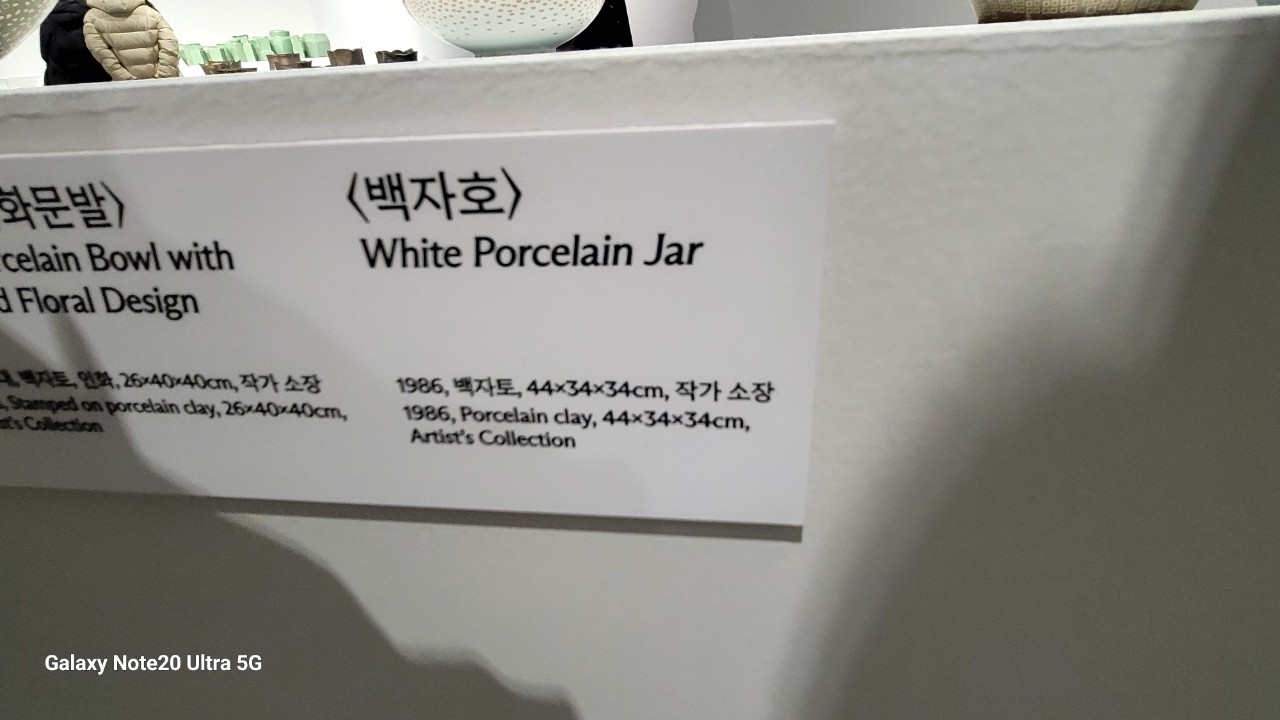 화문발〉
celain Bowl with
d Floral Design
백자토, 인화, 26×40×40cm, 작가 소장
Stamped on porcelain clay, 26×40×40cm,
Collection
〈백자호〉
White Porcelain Jar
1986, 백자토, 44×34×34cm, 작가 소장
1986, Porcelain clay, 44×34×34cm,
Artist's Collection
Galaxy Note20 Ultra 5G